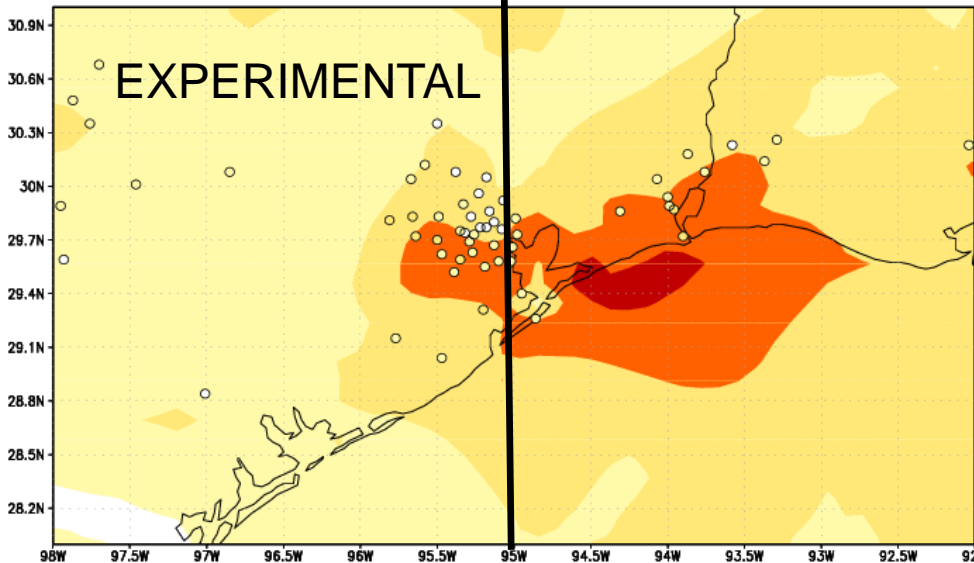 30.9N
30.6N
EXPERIMENTAL
30.3N
30N
29.7N
29.4N
29.1N
28.8N
28.5N
28.2N
98W 97.5W 97W 96.5W 96W 95.5W 95W 94.5W 94W 93.5W 93W 92.5W